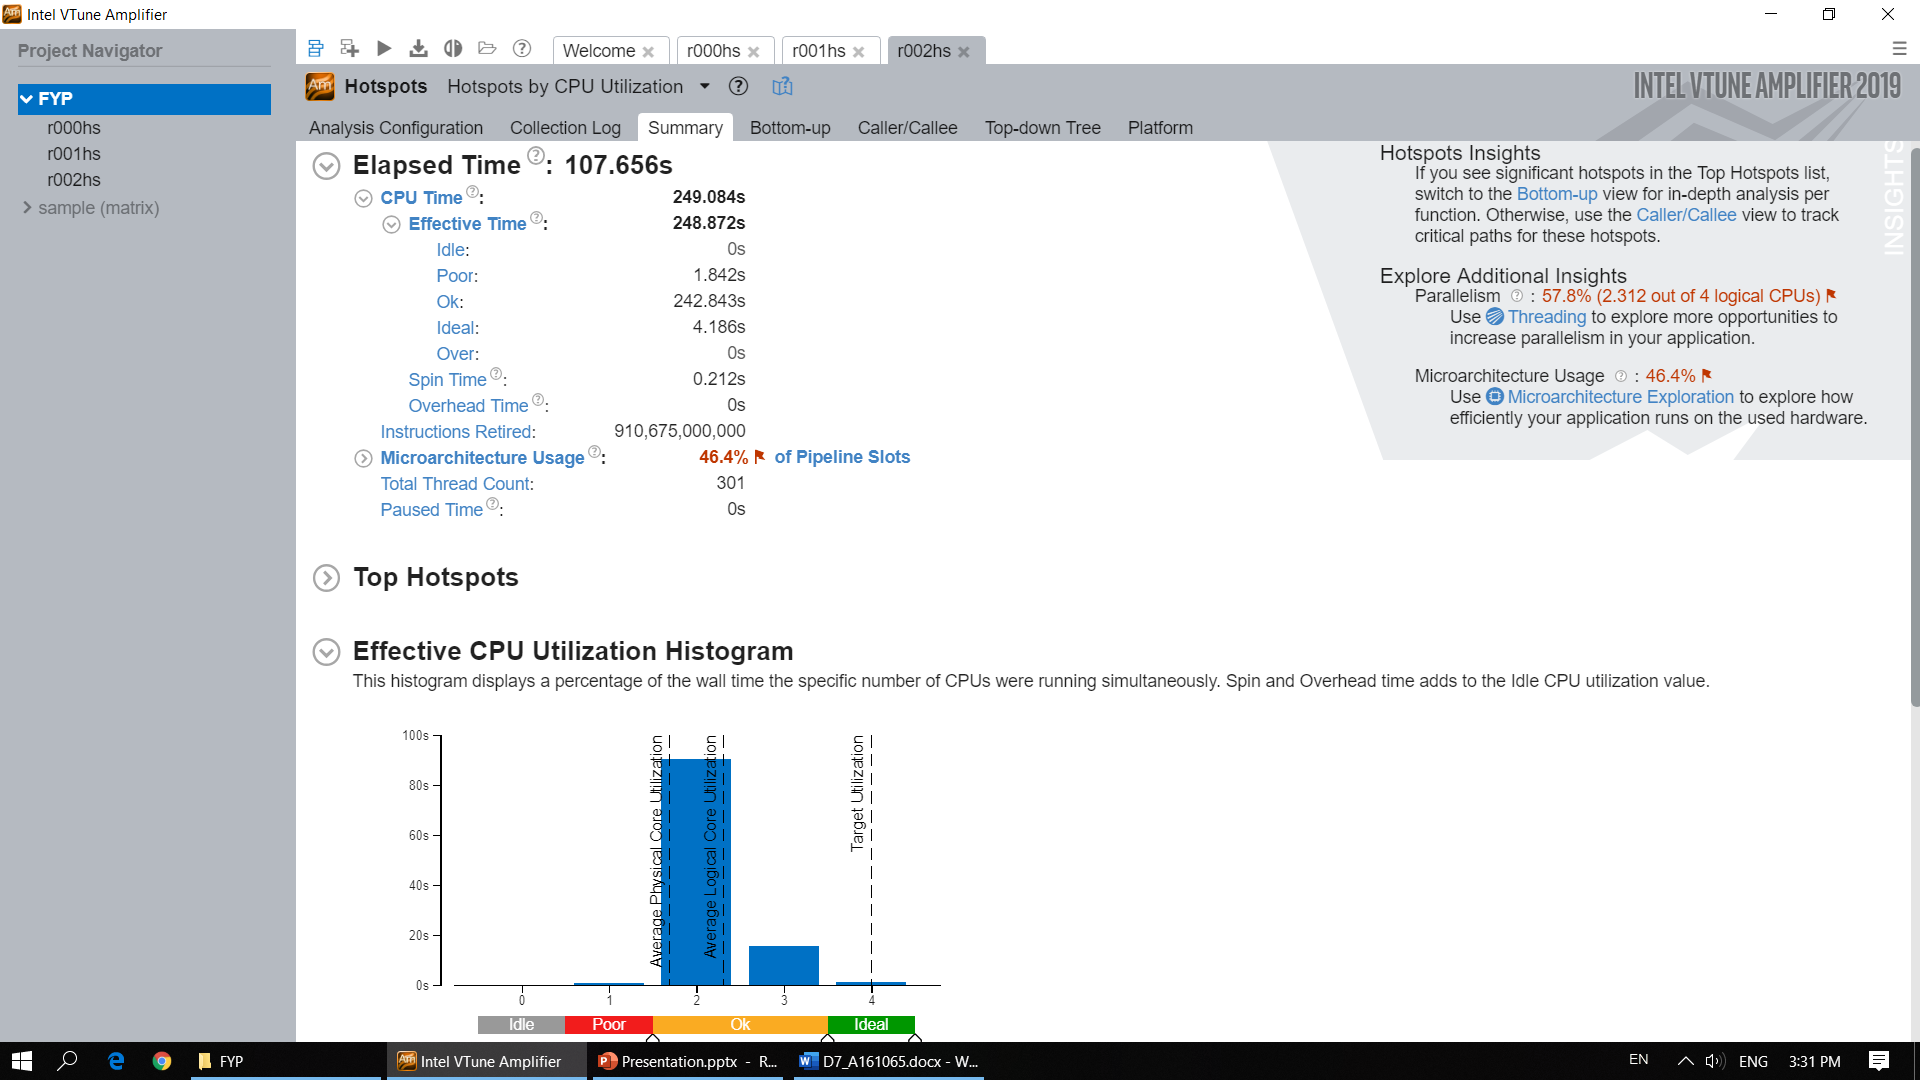 Intel VTune Amplifier
Project Navigator
FYP
r000hs
r001hs
r002hs
sample (matrix)
Welcome
r000hs
r001hs
r002hs
Hotspots Hotspots by CPU Utilization
INTEL VTUNE AMPLIFIER 2019
Analysis Configuration Collection Log Summary Bottom-up Caller/Callee Top-down Tree Platform
Elapsed Time ? : 107.656s
CPU Time ? : 249.084s
Effective Time ? : 248.872s
Idle: 0s
Poor: 1.842s
Ok: 242.843s
Ideal: 4.186s
Over: 0s
Spin Time ? : 0.212s
Overhead Time ? : 0s
Instructions Retired: 910,675,000,000
Microarchitecture Usage ? : 46.4% of Pipeline Slots
Total Thread Count: 301
Paused Time ? : 0s
Hotspots Insights
If you see significant hotspots in the Top Hotspots list,
switch to the Bottom-up view for in-depth analysis per
function. Otherwise, use the Caller/Callee view to track
critical paths for these hotspots.
Explore Additional Insights
Parallelism ? : 57.8% (2.312 out of 4 logical CPUs)
Use Threading to explore more opportunities to
increase parallelism in your application.
Microarchitecture Usage ? : 46.4%
Use Microarchitecture Exploration to explore how
efficiently your application runs on the used hardware.
INSIGHTS
Top Hotspots
Effective CPU Utilization Histogram
This histogram displays a percentage of the wall time the specific number of CPUs were running simultaneously. Spin and Overhead time adds to the Idle CPU utilization value.
100s
80s
60s
40s
20s
0s
Average Physical Core Utilization
Average Logical Core Utilization
Target Utilization
0 1 2 3 4
Idle Poor Ok Ideal
FYP
Intel VTune Amplifier
Presentation.pptx - R...
D7_A161065.docx - W...
EN
ENG
3:31 PM